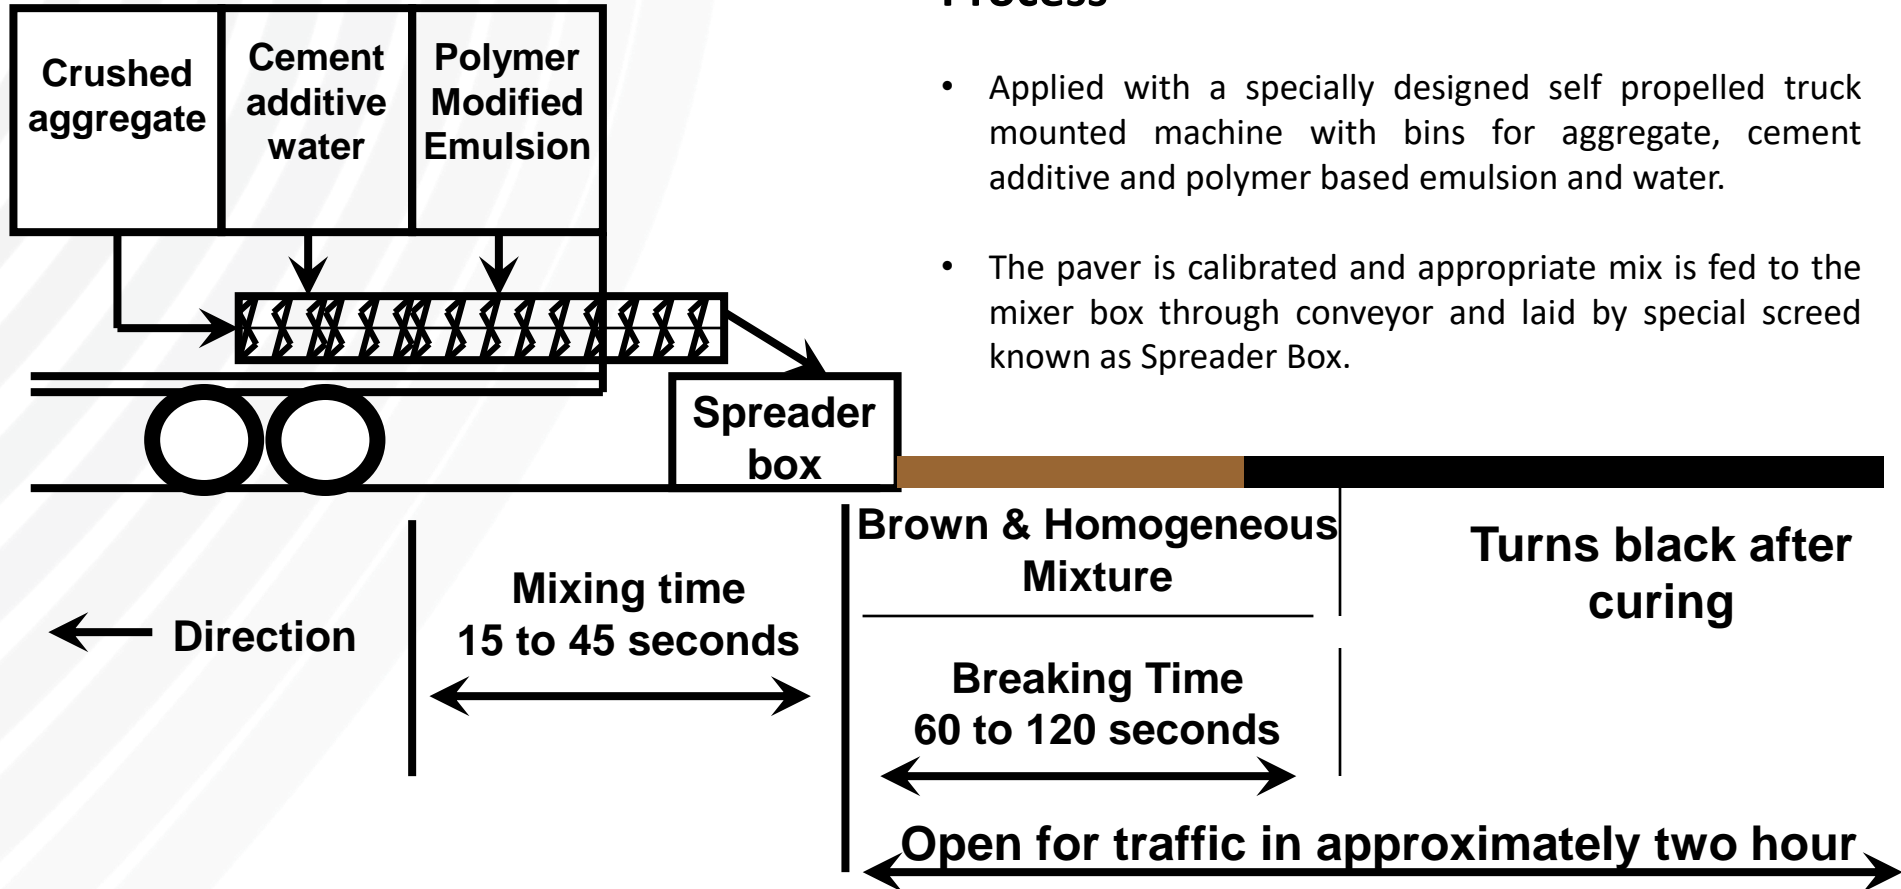 Process
Crushed
aggregate
Cement
additive
water
Polymer
Modified
Emulsion
• Applied with a specially designed self propelled truck
mounted machine with bins for aggregate, cement
additive and polymer based emulsion and water.
• The paver is calibrated and appropriate mix is fed to the
mixer box through conveyor and laid by special screed
known as Spreader Box.
Spreader
box
Brown & Homogeneous
Mixture
Turns black after
curing
Direction
Mixing time
15 to 45 seconds
Breaking Time
60 to 120 seconds
Open for traffic in approximately two hour